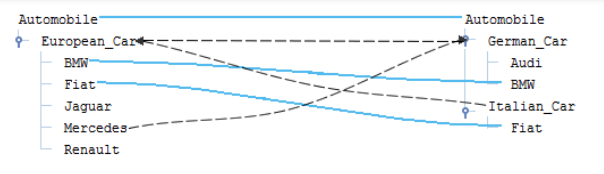 Automobile
European_Car
BMW
Fiat
Jaguar
Mercedes
Renault
Automobile
German_Car
Audi
BMW
Italian_Car
Fiat